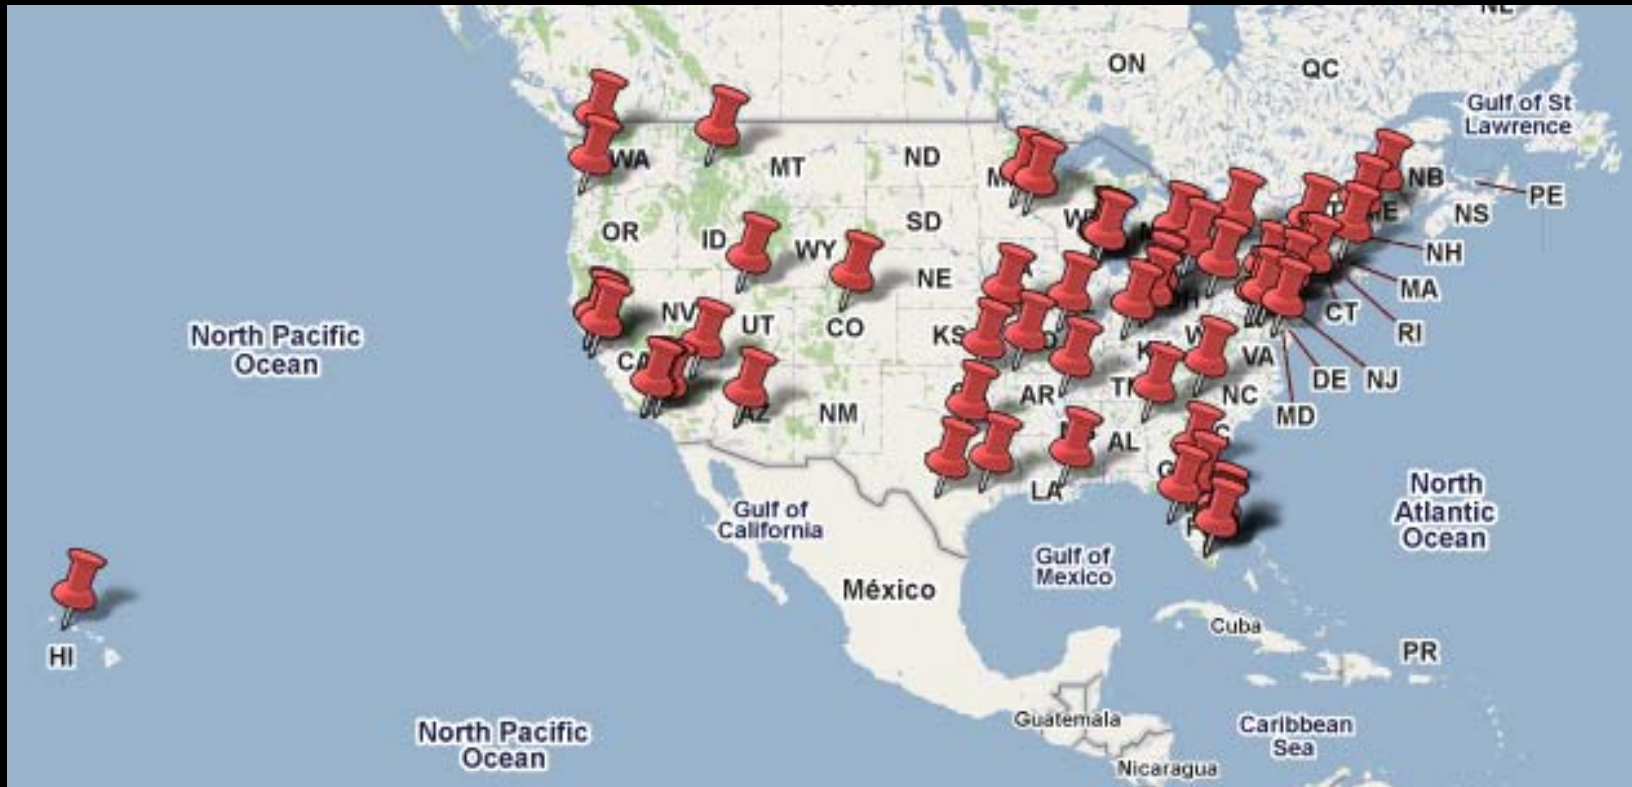 NL
ON
QC
Gulf of St
Lawrence
WA
MT
ND
NB
PE
NS
OR
ID
WY
SD
NH
NE
MA
NV
UT
CO
KS
CT
RI
North Pacific
Ocean
CA
VA
DE
NJ
AR
NC
MD
AZ
NM
AL
LA
Gulf of
California
North
Atlantic
Ocean
Gulf of
Mexico
México
Cuba
HI
PR
Guatemala
North Pacific
Ocean
Caribbean
Sea
Nicaragua